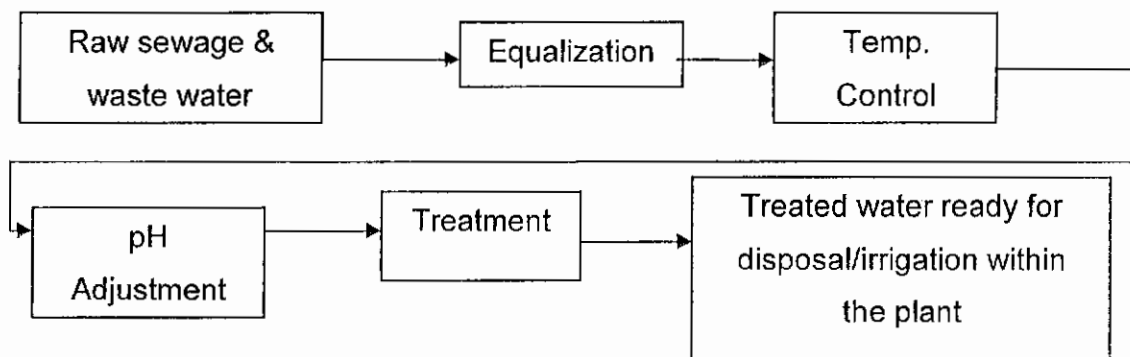 Raw sewage &
waste water
Equalization
Temp.
Control
pH
Adjustment
Treatment
Treated water ready for
disposal/irrigation within
the plant